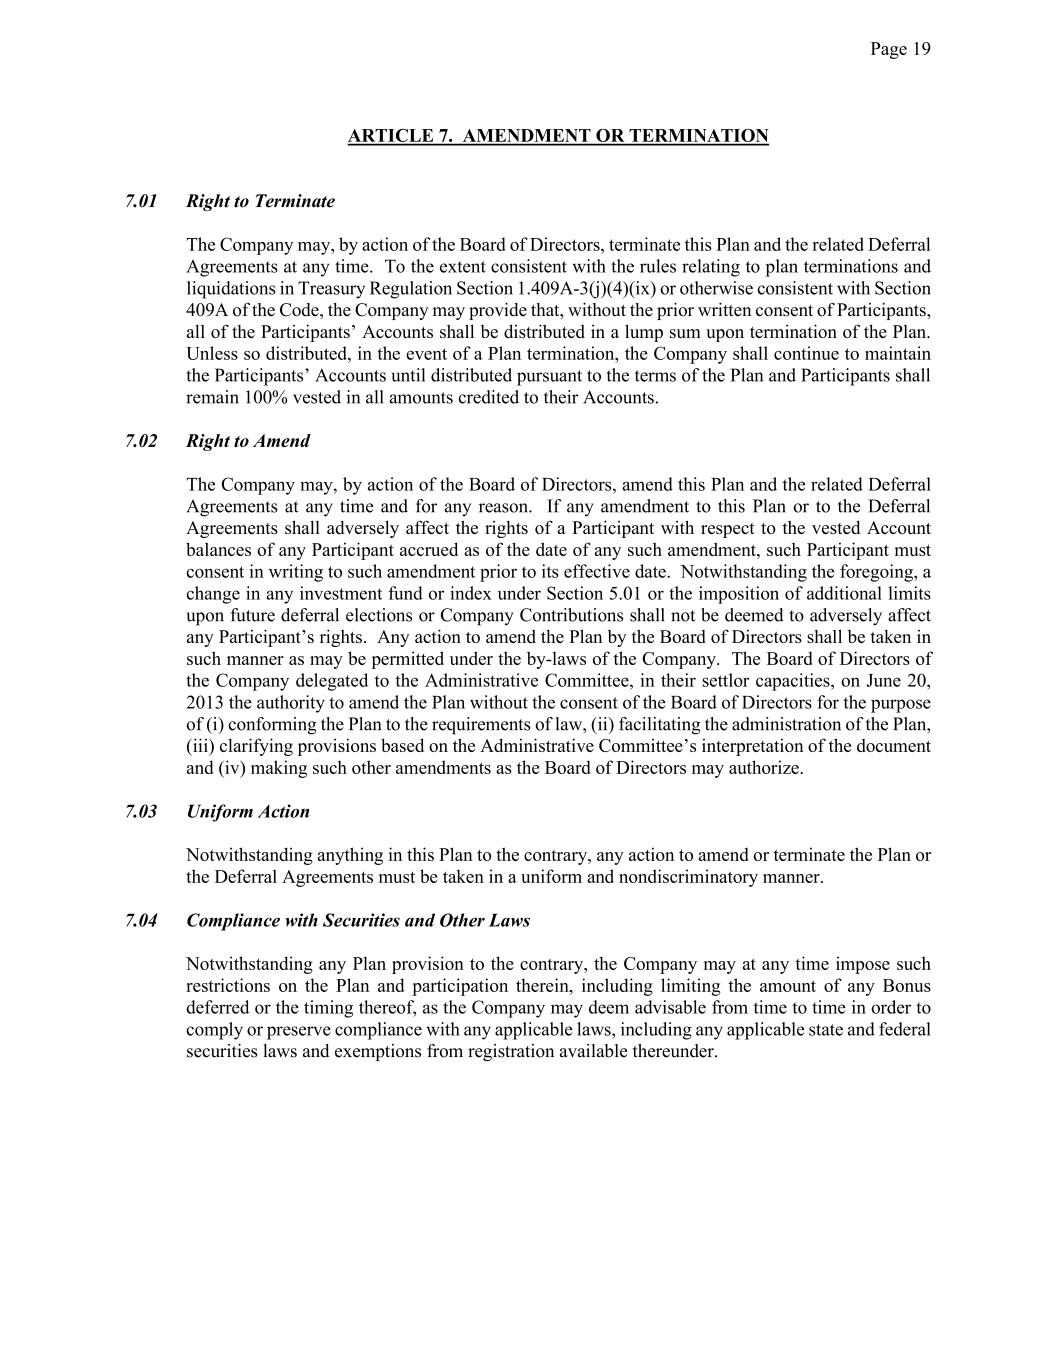 Page 19
ARTICLE 7.  AMENDMENT OR TERMINATION
7.01 Right to Terminate
The Company may, by action of the Board of Directors, terminate this Plan and the related Deferral
Agreements at any time.  To the extent consistent with the rules relating to plan terminations and
liquidations in Treasury Regulation Section 1.409A-3(j)(4)(ix) or otherwise consistent with Section
409A of the Code, the Company may provide that, without the prior written consent of Participants,
all of the Participants’ Accounts shall be distributed in a lump sum upon termination of the Plan.
Unless so distributed, in the event of a Plan termination, the Company shall continue to maintain
the Participants’ Accounts until distributed pursuant to the terms of the Plan and Participants shall
remain 100% vested in all amounts credited to their Accounts.
7.02 Right to Amend
The Company may, by action of the Board of Directors, amend this Plan and the related Deferral
Agreements at any time and for any reason.  If any amendment to this Plan or to the Deferral
Agreements shall adversely affect the rights of a Participant with respect to the vested Account
balances of any Participant accrued as of the date of any such amendment, such Participant must
consent in writing to such amendment prior to its effective date.  Notwithstanding the foregoing, a
change in any investment fund or index under Section 5.01 or the imposition of additional limits
upon future deferral elections or Company Contributions shall not be deemed to adversely affect
any Participant’s rights.  Any action to amend the Plan by the Board of Directors shall be taken in
such manner as may be permitted under the by-laws of the Company.  The Board of Directors of
the Company delegated to the Administrative Committee, in their settlor capacities, on June 20,
2013 the authority to amend the Plan without the consent of the Board of Directors for the purpose
of (i) conforming the Plan to the requirements of law, (ii) facilitating the administration of the Plan,
(iii) clarifying provisions based on the Administrative Committee’s interpretation of the document
and (iv) making such other amendments as the Board of Directors may authorize.
7.03 Uniform Action
Notwithstanding anything in this Plan to the contrary, any action to amend or terminate the Plan or
the Deferral Agreements must be taken in a uniform and nondiscriminatory manner.
7.04 Compliance with Securities and Other Laws
Notwithstanding any Plan provision to the contrary, the Company may at any time impose such
restrictions on the Plan and participation therein, including limiting the amount of any Bonus
deferred or the timing thereof, as the Company may deem advisable from time to time in order to
comply or preserve compliance with any applicable laws, including any applicable state and federal
securities laws and exemptions from registration available thereunder.